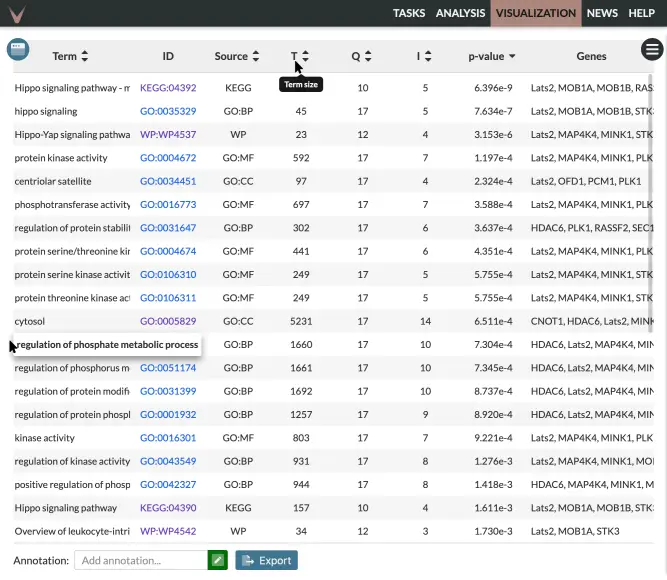 TASKS ANALYSIS VISUALIZATION NEWS HELP
Term ID Source T Q I p-value Genes
Term size
Hippo signaling pathway - m KEGG:04392 KEGG 10 5 6.396e-9 Lats2, MOB1A, MOB1B, RAS
hippo signaling GO:0035329 GO:BP 45 17 5 7.634e-7 Lats2, MOB1A, MOB1B, STK
Hippo-Yap signaling pathwa WP:WP4537 WP 23 12 4 3.153e-6 Lats2, MAP4K4, MINK1, STK
protein kinase activity GO:0004672 GO:MF 592 17 7 1.197e-4 Lats2, MAP4K4, MINK1, PLK
centriolar satellite GO:0034451 GO:CC 97 17 4 2.324e-4 Lats2, OFD1, PCM1, PLK1
phosphotransferase activity GO:0016773 GO:MF 697 17 7 3.588e-4 Lats2, MAP4K4, MINK1, PLK
regulation of protein stabilit GO:0031647 GO:BP 302 17 6 3.637e-4 HDAC6, PLK1, RASSF2, SEC1
protein serine/threonine kin GO:0004674 GO:MF 441 17 6 4.351e-4 Lats2, MAP4K4, MINK1, PLK
protein serine kinase activit GO:0106310 GO:MF 249 17 5 5.755e-4 Lats2, MAP4K4, MINK1, STK
protein threonine kinase act GO:0106311 GO:MF 249 17 5 5.755e-4 Lats2, MAP4K4, MINK1, STK
cytosol GO:0005829 GO:CC 5231 17 14 6.511e-4 CNOT1, HDAC6, Lats2, MINK
regulation of phosphate metabolic process GO:BP 1660 17 10 7.304e-4 HDAC6, Lats2, MAP4K4, MIN
regulation of phosphorus m GO:0051174 GO:BP 1661 17 10 7.345e-4 HDAC6, Lats2, MAP4K4, MIN
regulation of protein modifi GO:0031399 GO:BP 1692 17 10 8.737e-4 HDAC6, Lats2, MAP4K4, MIN
regulation of protein phospl GO:0001932 GO:BP 1257 17 9 8.920e-4 HDAC6, Lats2, MAP4K4, MIN
kinase activity GO:0016301 GO:MF 803 17 7 9.221e-4 Lats2, MAP4K4, MINK1, PLK
regulation of kinase activity GO:0043549 GO:BP 931 17 8 1.276e-3 Lats2, MAP4K4, MINK1, MO
positive regulation of phosp GO:0042327 GO:BP 944 17 8 1.418e-3 HDAC6, MAP4K4, MINK1, M
Hippo signaling pathway KEGG:04390 KEGG 157 10 4 1.611e-3 Lats2, MOB1A, MOB1B, STK
Overview of leukocyte-intri WP:WP4542 WP 34 12 3 1.730e-3 Lats2, MOB1A, STK3
Annotation: Add annotation... Export